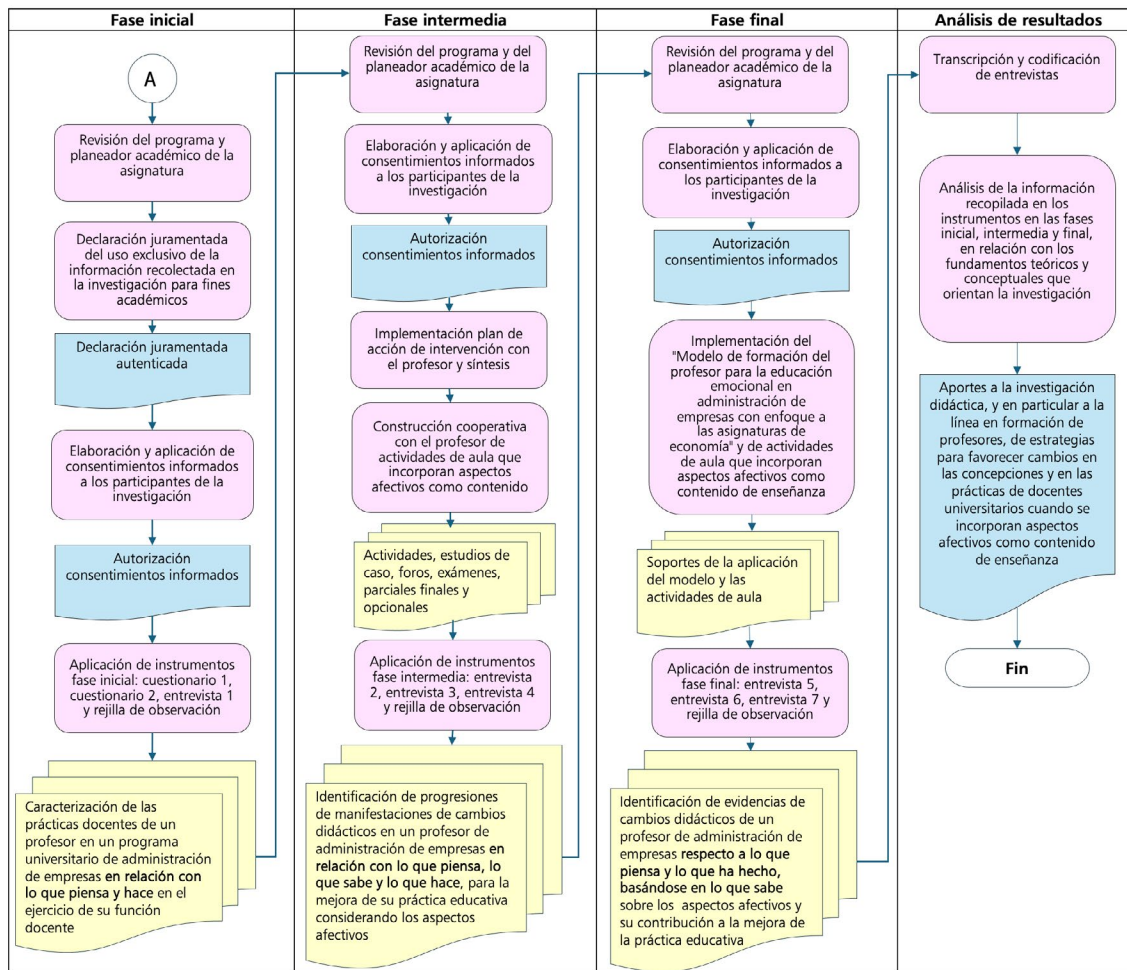 Fase inicial
A
Revisión del programa y
planeador académico de la
asignatura
Declaración juramentada
del uso exclusivo de la
información recolectada en
la investigación para fines
académicos
Declaración juramentada
autenticada
Elaboración y aplicación de
consentimientos informados
a los participantes de la
investigación
Autorización
consentimientos informados
Aplicación de instrumentos
fase inicial: cuestionario 1,
cuestionario 2, entrevista 1
y rejilla de observación
Caracterización de las
prácticas docentes de un
profesor en un programa
universitario de administración
de empresas en relación con
lo que piensa y hace en el
ejercicio de su función
docente
Fase intermedia
Revisión del programa y del
planeador académico de la
asignatura
Elaboración y aplicación de
consentimientos informados
a los participantes de la
investigación
Autorización
consentimientos informados
Implementación plan de
acción de intervención con
el profesor y síntesis
Construcción cooperativa
con el profesor de
actividades de aula que
incorporan aspectos
afectivos como contenido
Actividades, estudios de
caso, foros, exámenes,
parciales finales y
opcionales
Aplicación de instrumentos
fase intermedia: entrevista
2, entrevista 3, entrevista 4
y rejilla de observación
Identificación de progresiones
de manifestaciones de cambios
didácticos en un profesor de
administración de empresas en
relación con lo que piensa, lo
que sabe y lo que hace, para la
mejora de su práctica educativa
considerando los aspectos
afectivos
Fase final
Revisión del programa y del
planeador académico de la
asignatura
Elaboración y aplicación de
consentimientos informados a
los participantes de la
investigación
Autorización
consentimientos informados
Implementación del
"Modelo de formación del
profesor para la educación
emocional en
administración de
empresas con enfoque a
las asignaturas de
economía" y de actividades
de aula que incorporan
aspectos afectivos como
contenido de enseñanza
Soportes de la aplicación
del modelo y las
actividades de aula
Aplicación de instrumentos
fase final: entrevista 5,
entrevista 6, entrevista 7 y
rejilla de observación
Identificación de evidencias de
cambios didácticos de un
profesor de administración de
empresas respecto a lo que
piensa y lo que ha hecho,
basándose en lo que sabe
sobre los aspectos afectivos y
su contribución a la mejora de
la práctica educativa
Análisis de resultados
Transcripción y codificación
de entrevistas
Análisis de la información
recopilada en los
instrumentos en las fases
inicial, intermedia y final,
en relación con los
fundamentos teóricos y
conceptuales que
orientan la investigación
Aportes a la investigación
didáctica, y en particular a la
línea en formación de
profesores, de estrategias
para favorecer cambios en
las concepciones y en las
prácticas de docentes
universitarios cuando se
incorporan aspectos
afectivos como contenido
de enseñanza
Fin